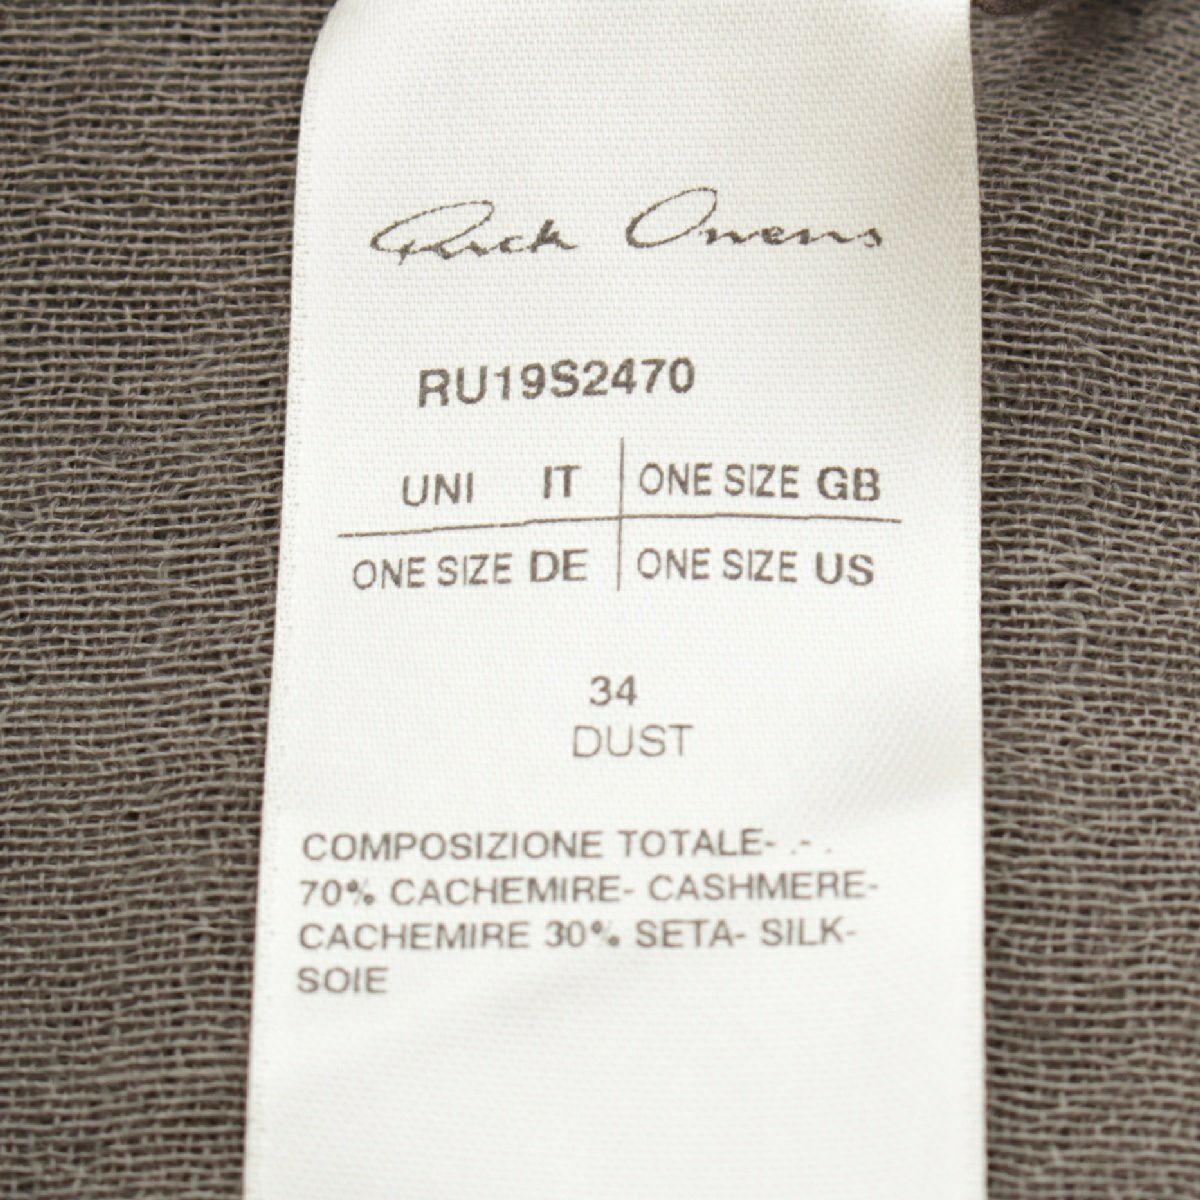 Rick Owens
RU19S2470
UNI IT ONE SIZE GB
ONE SIZE DE ONE SIZE US
34
DUST
COMPOSIZIONE TOTALE- .- .
70% CACHEMIRE- CASHMERE-
CACHEMIRE 30% SETA- SILK-
SOIE